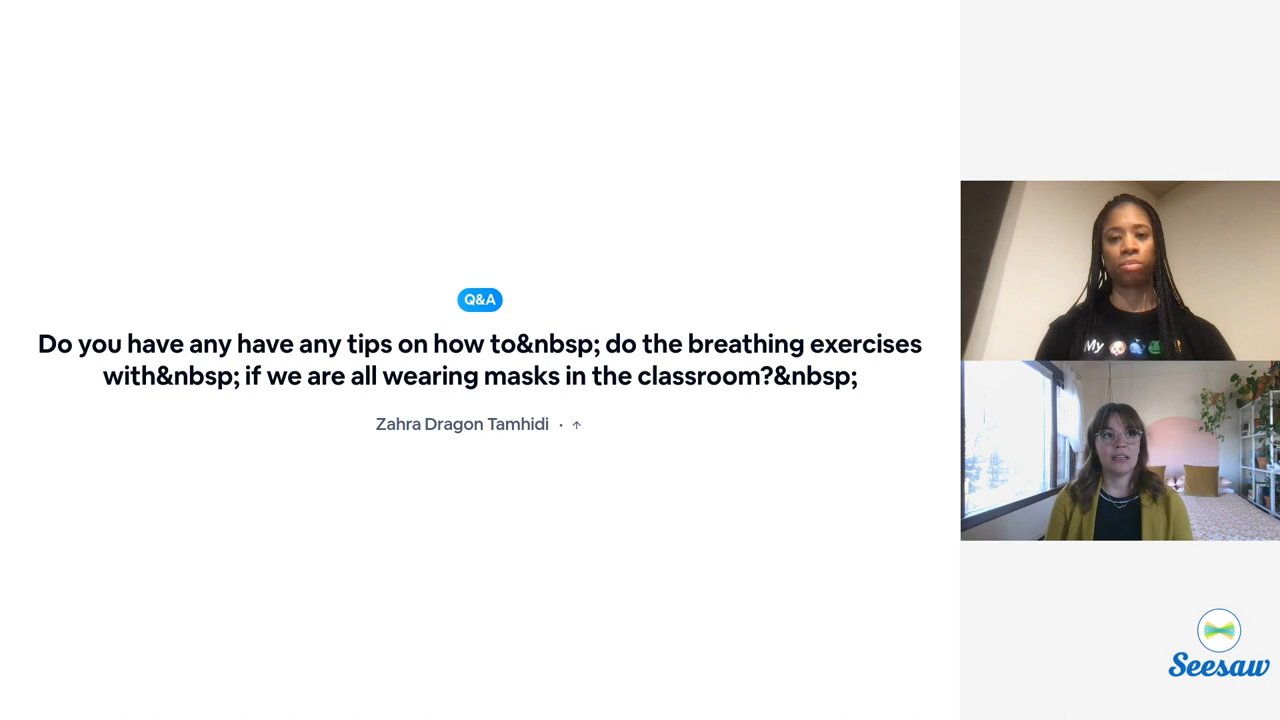 Q&A
Do you have any have any tips on how to&nbsp; do the breathing exercises
with&nbsp; if we are all wearing masks in the classroom?&nbsp;
Zahra Dragon Tamhidi · ↑
My
Seesaw